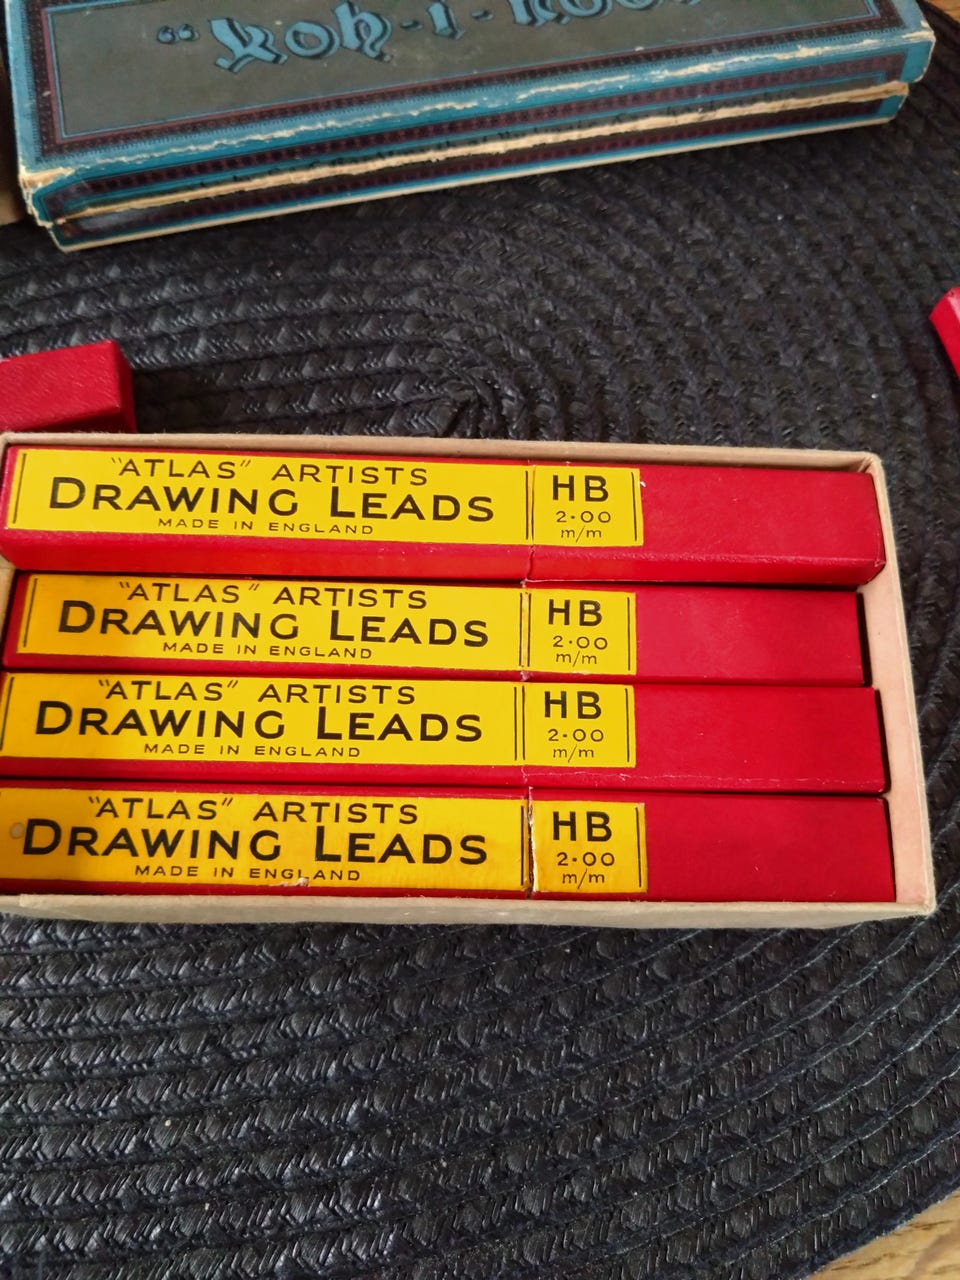 "Koh-I-Noor
"ATLAS" ARTISTS
DRAWING LEADS
MADE IN ENGLAND
HB
2·00
m/m
"ATLAS" ARTISTS
DRAWING LEADS
MADE IN ENGLAND
HB
2·00
m/m
"ATLAS" ARTISTS
DRAWING LEADS
MADE IN ENGLAND
HB
2·00
m/m
"ATLAS" ARTISTS
DRAWING LEADS
MADE IN ENGLAND
HB
2·00
m/m